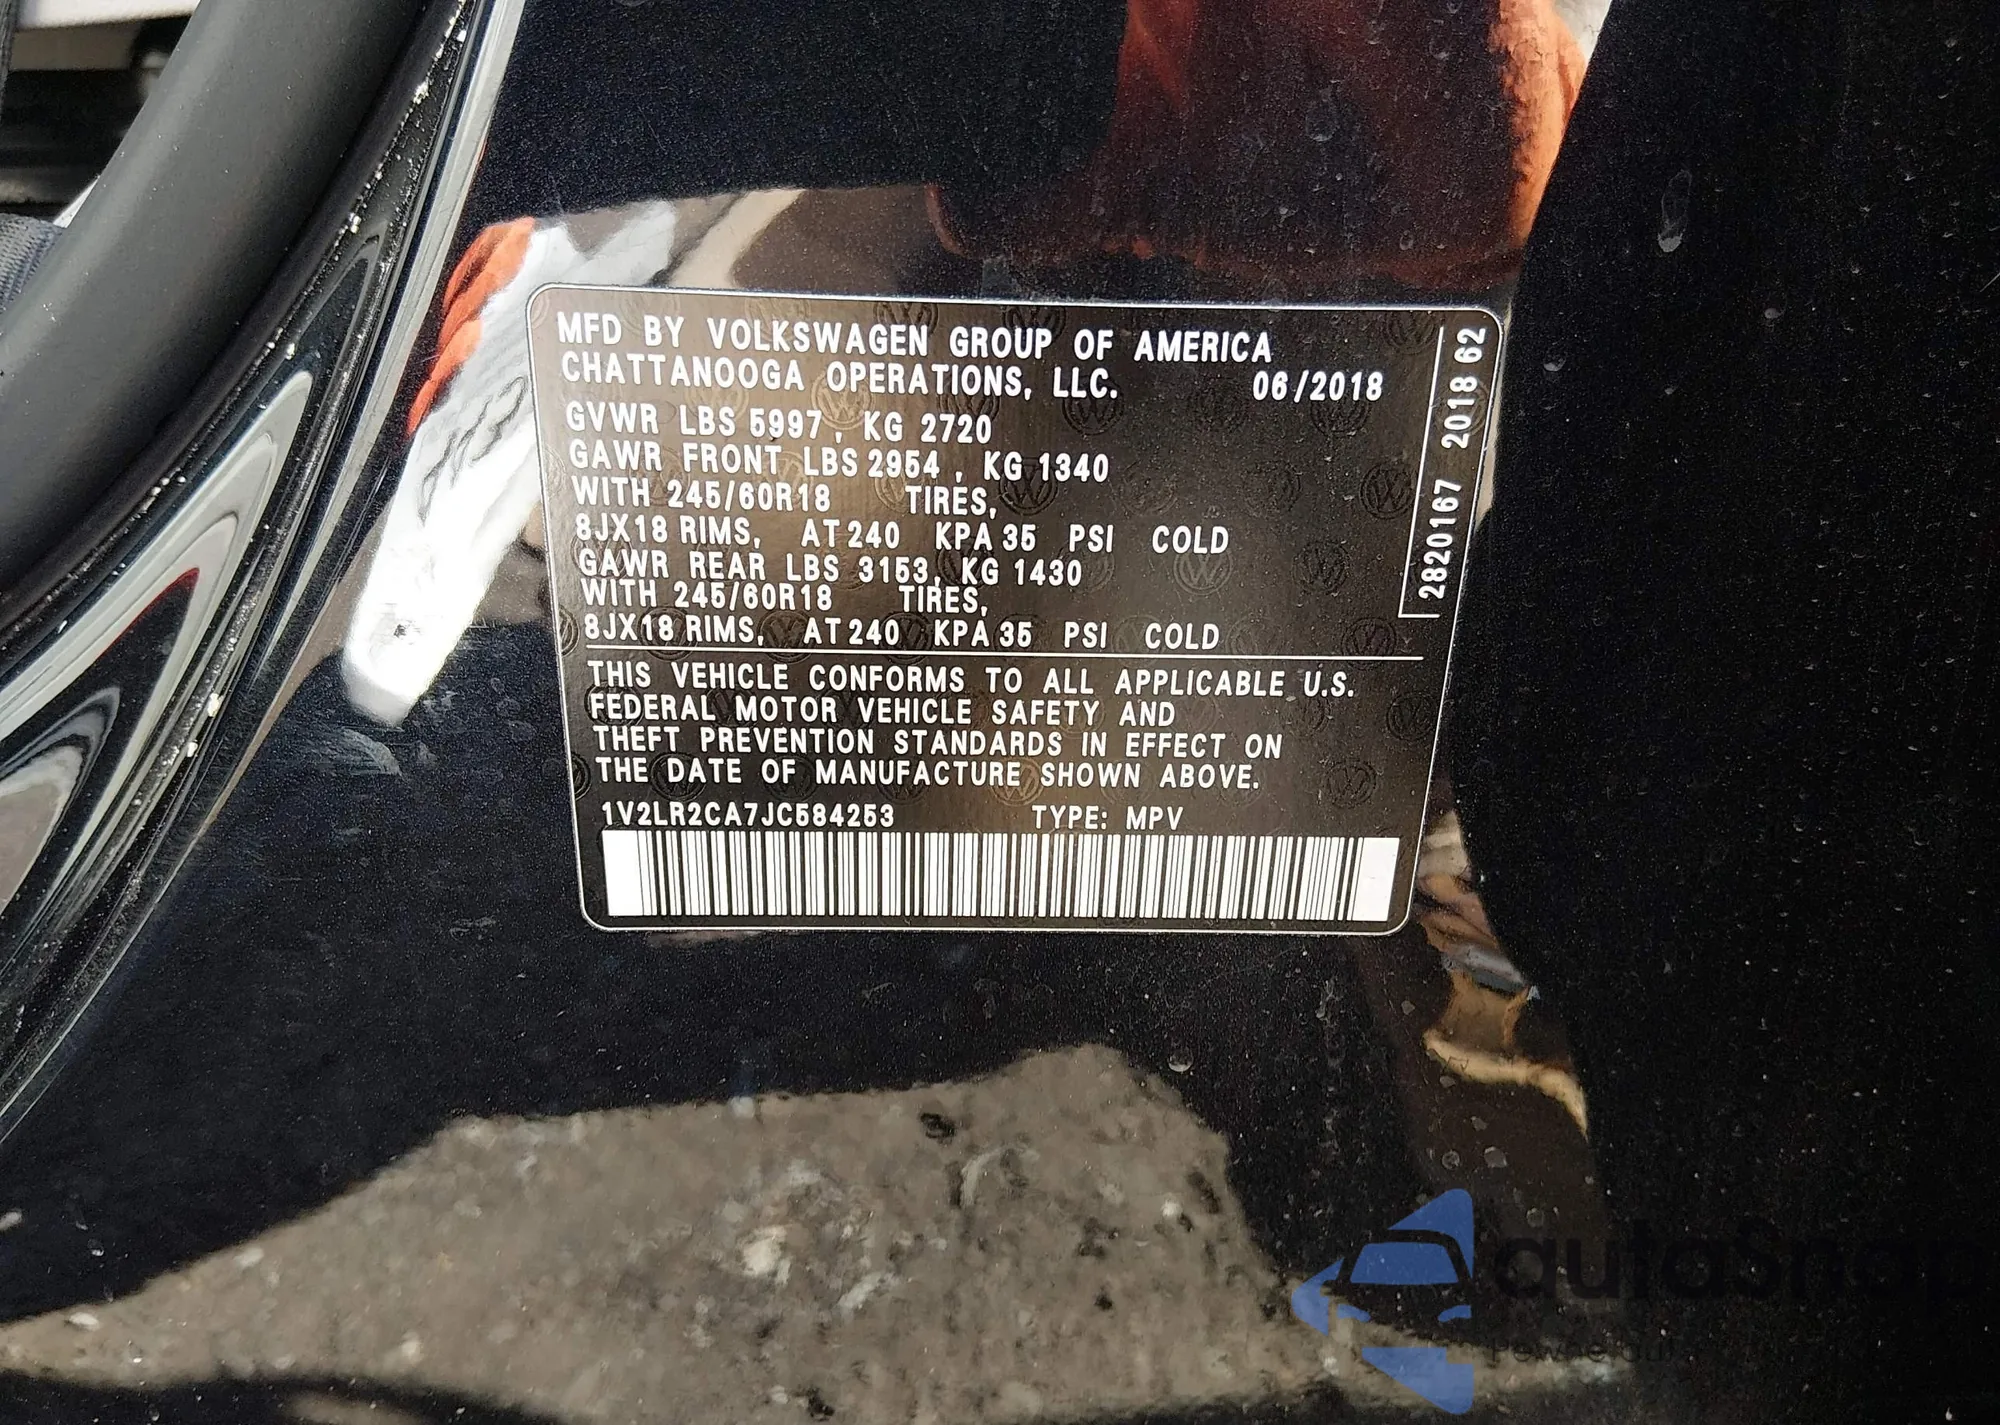 MFD BY VOLKSWAGEN GROUP OF AMERICA
CHATTANOOGA OPERATIONS, LLC. 06/2018
GVWR LBS 5997, KG 2720
GAWR FRONT LBS 2954, KG 1340
WITH 245/60R18 TIRES,
8JX18 RIMS, AT 240 KPA 35 PSI COLD
GAWR REAR LBS 3153, KG 1430
WITH 245/60R18 TIRES,
8JX18 RIMS, AT 240 KPA 35 PSI COLD
THIS VEHICLE CONFORMS TO ALL APPLICABLE U.S.
FEDERAL MOTOR VEHICLE SAFETY AND
THEFT PREVENTION STANDARDS IN EFFECT ON
THE DATE OF MANUFACTURE SHOWN ABOVE.
1V2LR2CA7JC584253 TYPE: MPV
2820167 2018 62
autoSnap